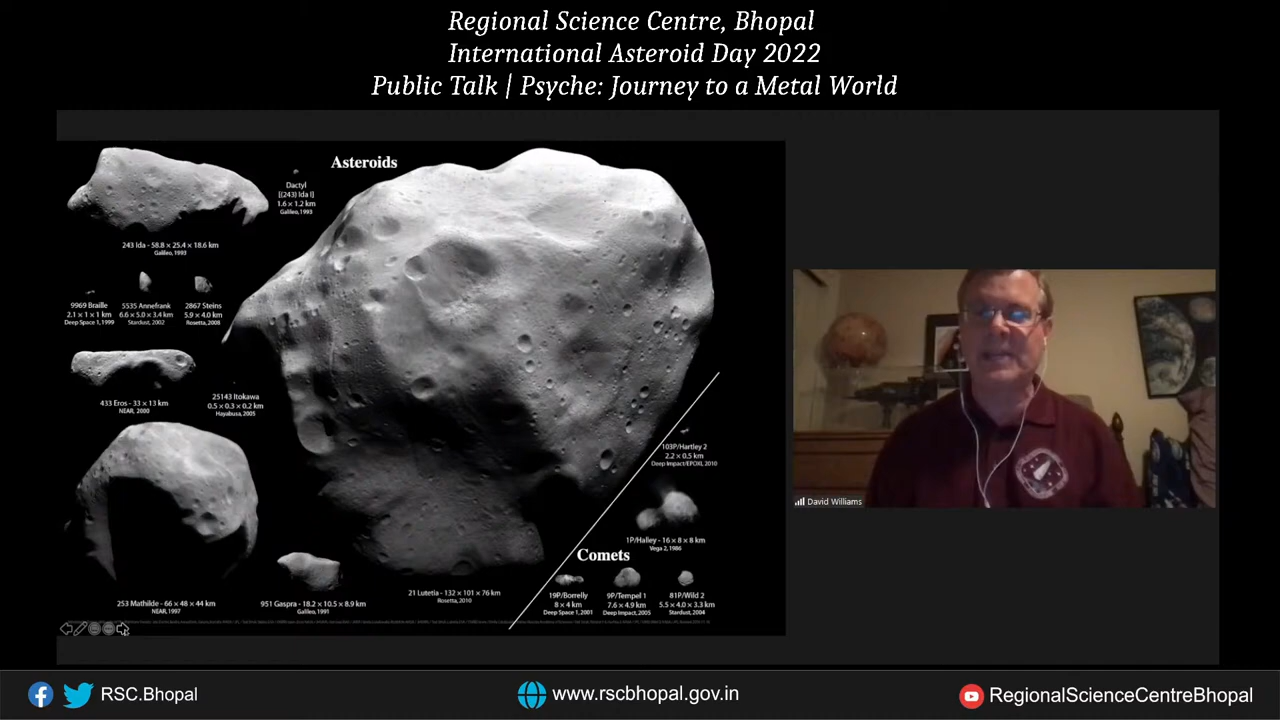 Regional Science Centre, Bhopal
International Asteroid Day 2022
Public Talk | Psyche: Journey to a Metal World
Asteroids
Dactyl
[(243) Ida I]
1.6 × 1.2 km
Galileo, 1993
243 Ida - 58.8 × 25.4 × 18.6 km
Galileo, 1993
9969 Braille
2.1 × 1 × 1 km
Deep Space 1, 1999
5535 Annefrank
6.6 × 5.0 × 3.4 km
Stardust, 2002
2867 Steins
5.9 × 4.0 km
Rosetta, 2008
433 Eros - 33 × 13 km
NEAR, 2000
25143 Itokawa
0.5 × 0.3 × 0.2 km
Hayabusa, 2005
253 Mathilde - 66 × 48 × 44 km
NEAR, 1997
951 Gaspra - 18.2 × 10.5 × 8.9 km
Galileo, 1991
21 Lutetia - 132 × 101 × 76 km
Rosetta, 2010
103P/Hartley 2
2.2 × 0.5 km
Deep Impact/EPOXI, 2010
1P/Halley - 16 × 8 × 8 km
Vega 2, 1986
Comets
19P/Borrelly
8 × 4 km
Deep Space 1, 2001
9P/Tempel 1
7.6 × 4.9 km
Deep Impact, 2005
81P/Wild 2
5.5 × 4.0 × 3.3 km
Stardust, 2004
David Williams
RSC.Bhopal
www.rscbhopal.gov.in
RegionalScienceCentreBhopal